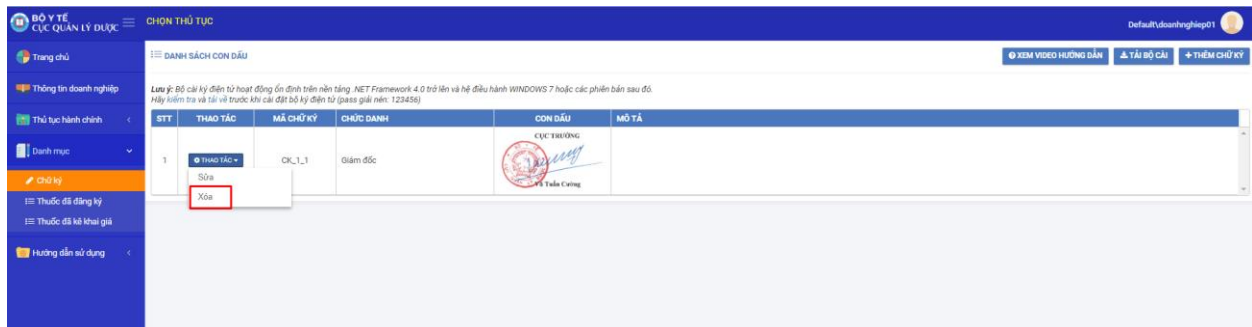 BỘ Y TẾ
CỤC QUẢN LÝ DƯỢC
CHỌN THỦ TỤC
Default\doanhnghiep01
Trang chủ
DANH SÁCH CON DẤU
XEM VIDEO HƯỚNG DẪN
TẢI BỘ CÀI
+ THÊM CHỮ KÝ
Thông tin doanh nghiệp
Lưu ý: Bộ cài ký điện tử hoạt động ổn định trên nền tảng .NET Framework 4.0 trở lên và hệ điều hành WINDOWS 7 hoặc các phiên bản sau đó.
Hãy kiểm tra và tải về trước khi cài đặt bộ ký điện tử (pass giải nén: 123456)
Thủ tục hành chính
STT THAO TÁC MÃ CHỮ KÝ CHỨC DANH CON DẤU MÔ TẢ
Danh mục
CỤC TRƯỞNG
1 THAO TÁC CK_1_1 Giám đốc
Vũ Tuấn Cường
Chữ ký
Sửa
Xóa
Thuốc đã đăng ký
Thuốc đã kê khai giá
Hướng dẫn sử dụng